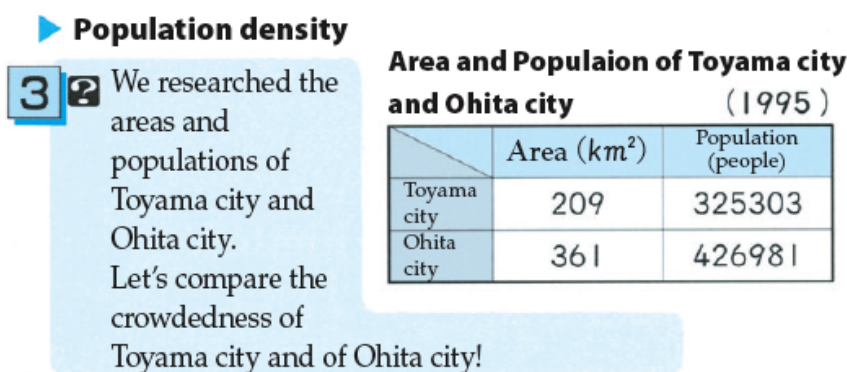 Population density
3 ? We researched the
areas and
populations of
Toyama city and
Ohita city.
Let's compare the
crowdedness of
Toyama city and of Ohita city!
Area and Populaion of Toyama city
and Ohita city (1995)
Area (km²) Population
(people)
Toyama
city 209 325303
Ohita
city 361 426981